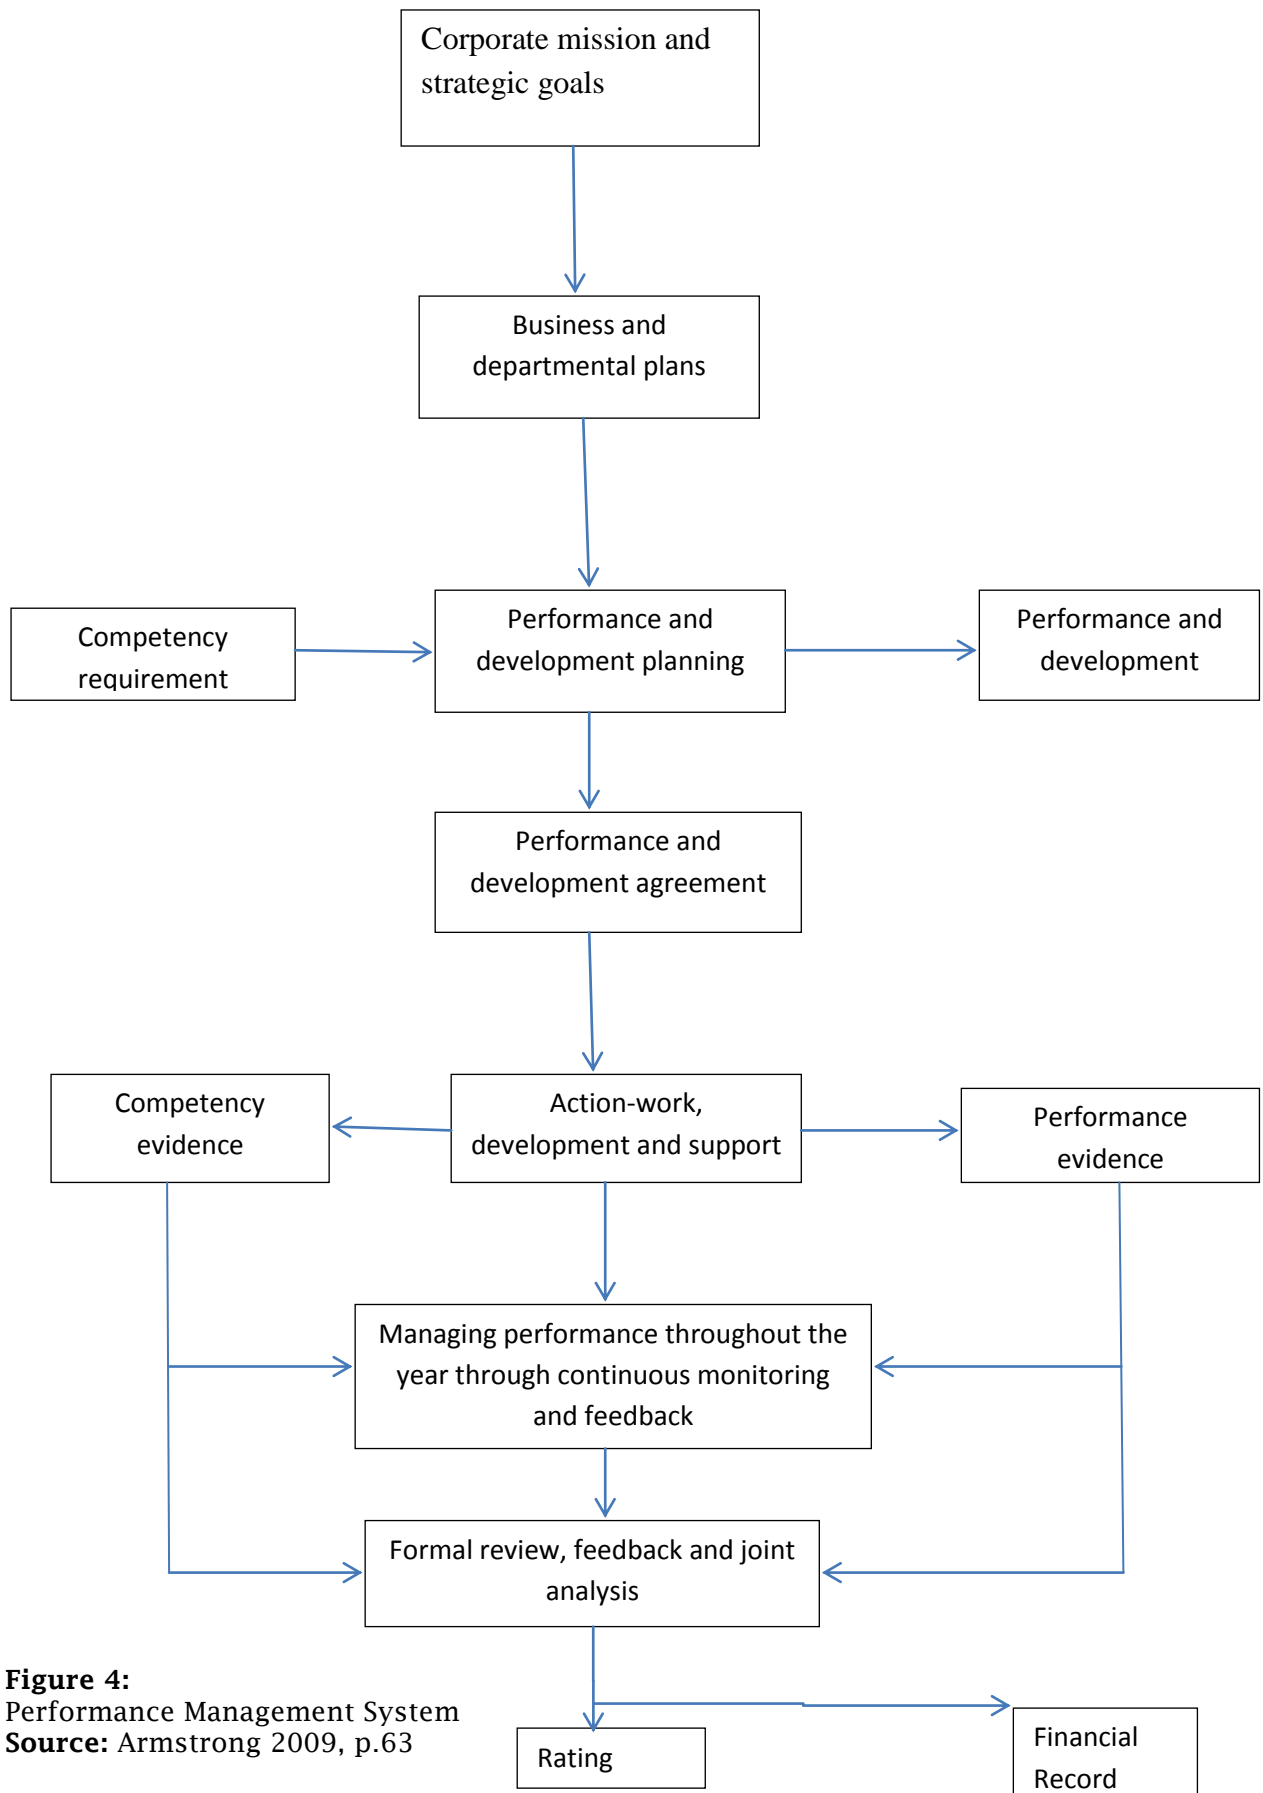 Corporate mission and
strategic goals
Business and
departmental plans
Competency
requirement
Performance and
development planning
Performance and
development
Performance and
development agreement
Competency
evidence
Action-work,
development and support
Performance
evidence
Managing performance throughout the
year through continuous monitoring
and feedback
Formal review, feedback and joint
analysis
Figure 4:
Performance Management System
Source: Armstrong 2009, p.63
Rating
Financial
Record